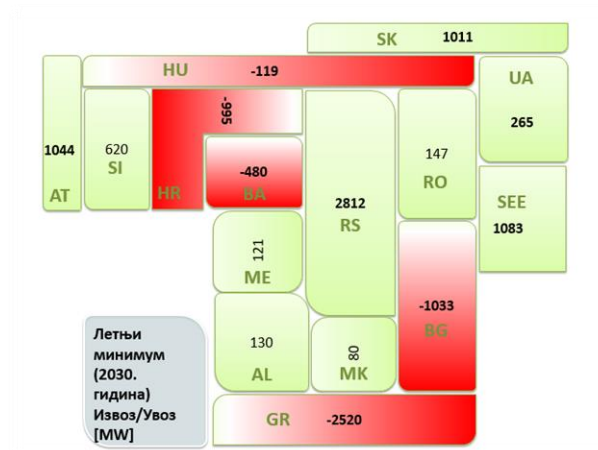 SK 1011
HU -119
UA
265
1044
AT
620
SI
-995
HR
-480
BA
2812
RS
147
RO
SEE
1083
121
ME
-1033
BG
130
AL
80
MK
GR -2520
Летњи
минимум
(2030.
гидина)
Извоз/Увоз
[MW]